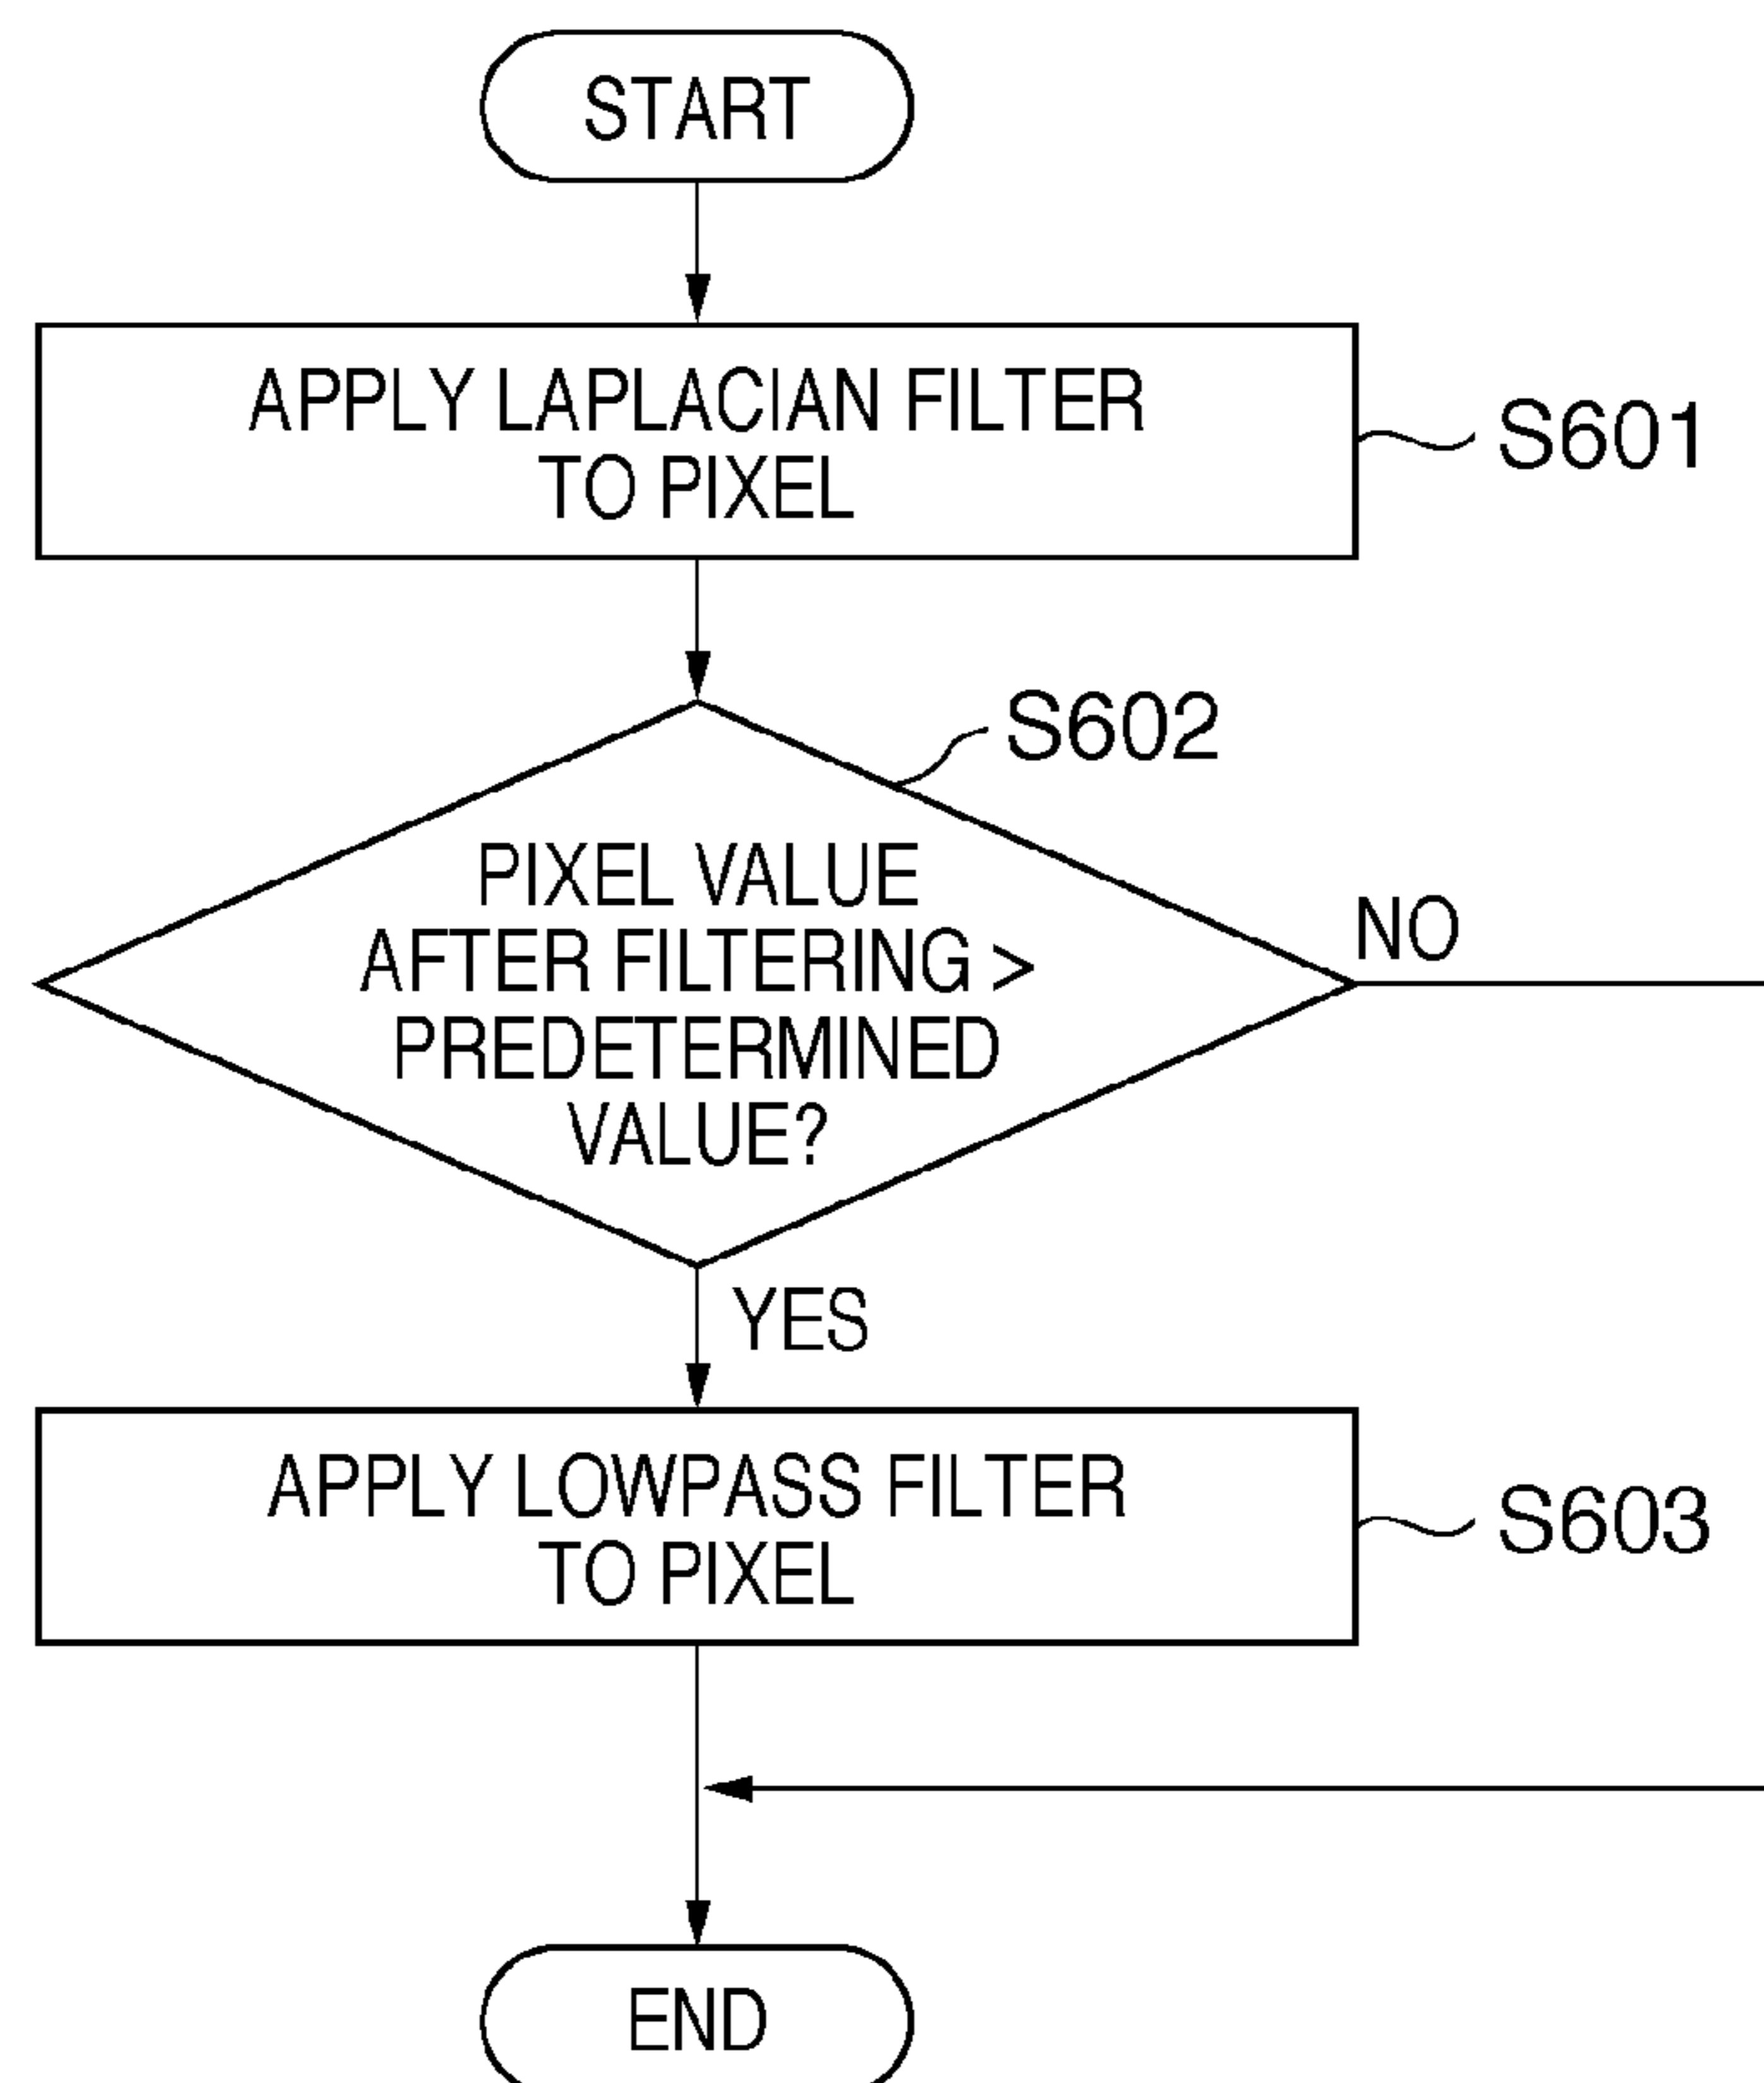 START
APPLY LAPLACIAN FILTER
TO PIXEL
S601
S602
PIXEL VALUE
AFTER FILTERING >
PREDETERMINED
VALUE?
NO
YES
APPLY LOWPASS FILTER
TO PIXEL
S603
END